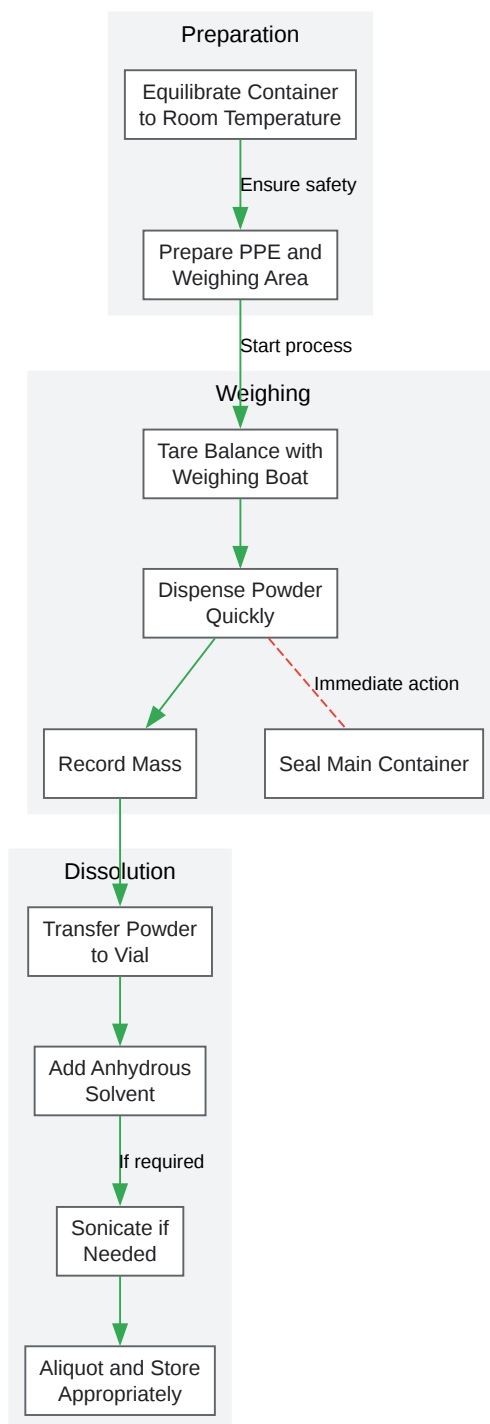 Preparation
Equilibrate Container
to Room Temperature
Ensure safety
Prepare PPE and
Weighing Area
Start process
Weighing
Tare Balance with
Weighing Boat
Dispense Powder
Quickly
Immediate action
Record Mass
Seal Main Container
Dissolution
Transfer Powder
to Vial
Add Anhydrous
Solvent
If required
Sonicate if
Needed
Aliquot and Store
Appropriately